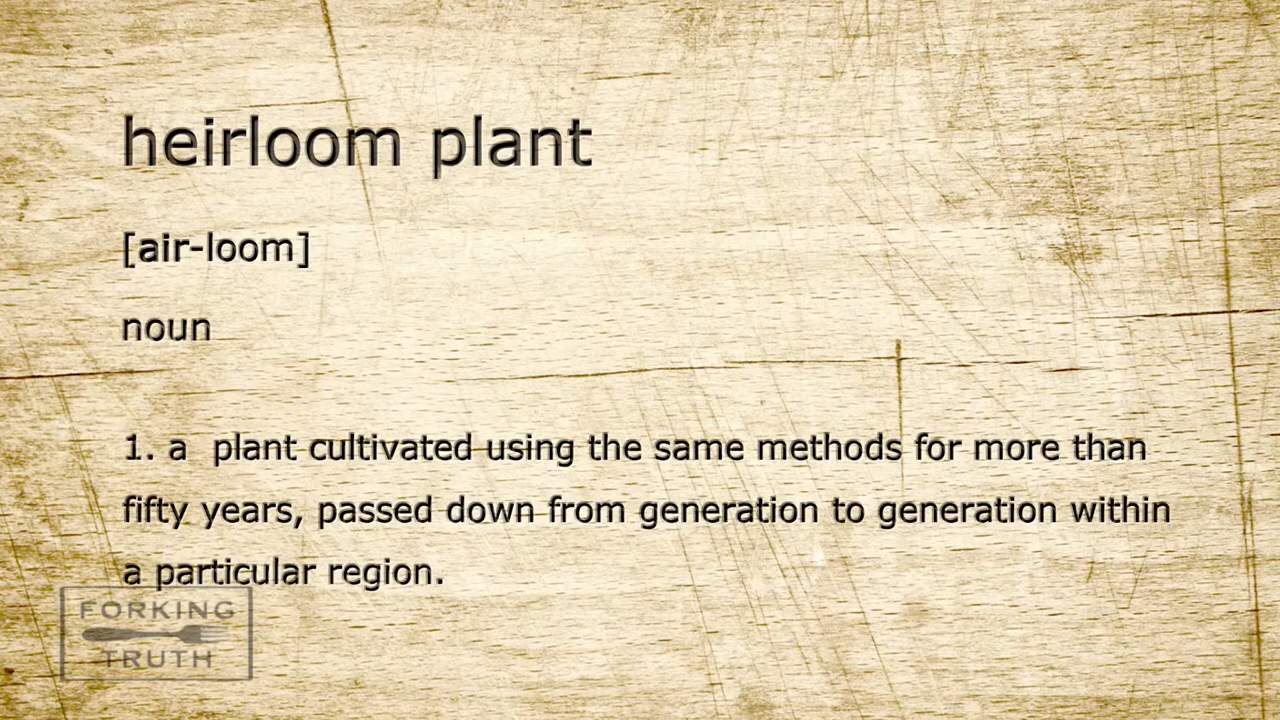 heirloom plant
[air-loom]
noun
1. a plant cultivated using the same methods for more than
fifty years, passed down from generation to generation within
a particular region.
FORKING
TRUTH